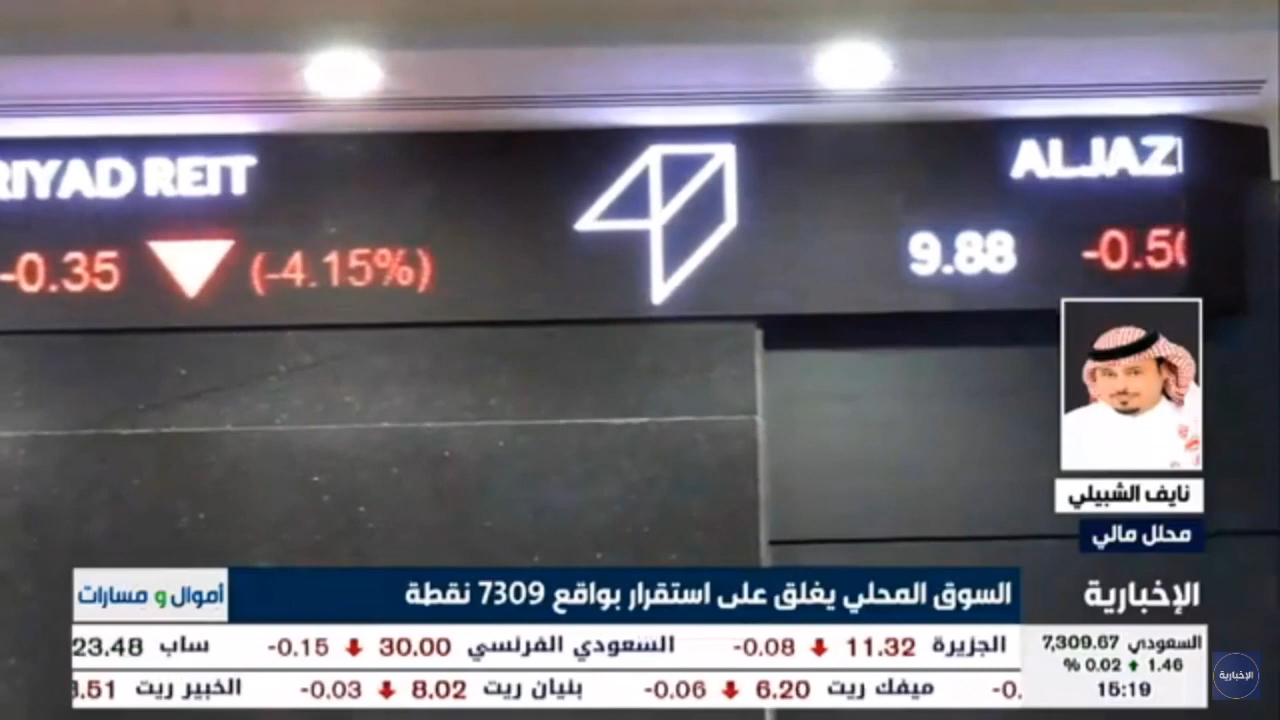 RIYAD REIT
ALJAZ
-0.35 (-4.15%)
9.88 -0.5
نايف الشبيلي
محلل مالي
الإخبارية
السوق المحلي يغلق على استقرار بواقع 7309 نقطة
أموال و مسارات
السعودي 7,309.67
% 0.02 1.46
15:19
الجزيرة 11.32 -0.08 السعودي الفرنسي 30.00 -0.15 ساب 23.48
-0. ميفك ريت 6.20 -0.06 بنيان ريت 8.02 -0.03 الخبير ريت .51
الإخبارية